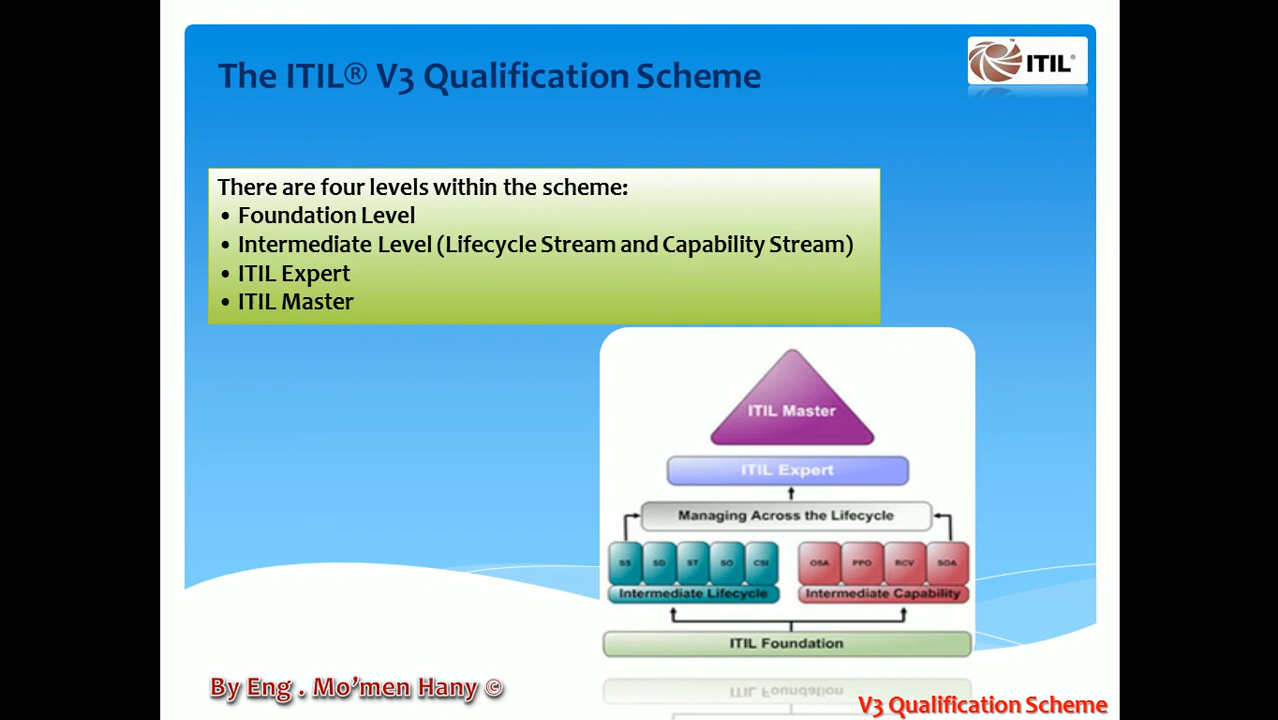 The ITIL® V3 Qualification Scheme
™
ITIL®
There are four levels within the scheme:
• Foundation Level
• Intermediate Level (Lifecycle Stream and Capability Stream)
• ITIL Expert
• ITIL Master
ITIL Master
ITIL Expert
Managing Across the Lifecycle
SS SD ST SO CSI OSA PPO RCV SOA
Intermediate Lifecycle Intermediate Capability
ITIL Foundation
ITIL Foundation
By Eng . Mo’men Hany ©
V3 Qualification Scheme